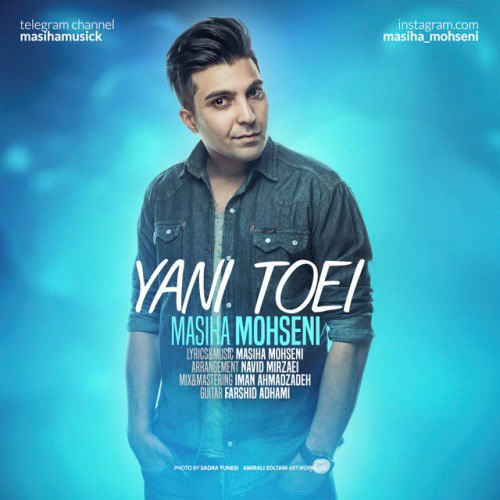 telegram channel
masihamusick
instagram.com
masiha_mohseni
YANI TOEI
MASIHA MOHSENI
LYRICS&MUSIC MASIHA MOHSENI
ARRANGEMENT NAVID MIRZAEI
MIX&MASTERING IMAN AHMADZADEH
GUITAR FARSHID ADHAMI
PHOTO BY SADRA YUNESI AMIRALI SOLTANI ARTWORK